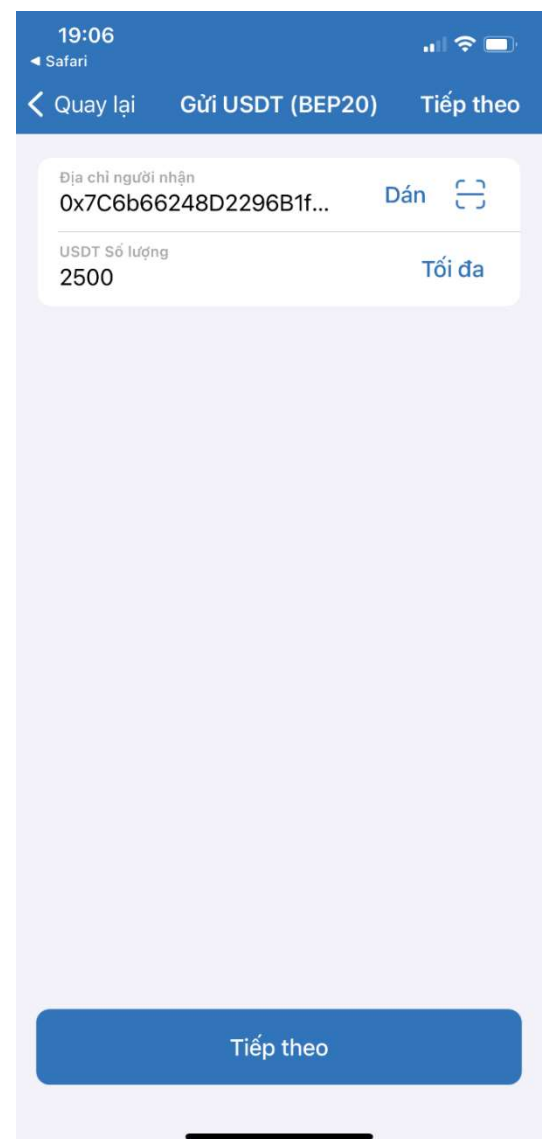 19:06
◀ Safari
Quay lại Gửi USDT (BEP20) Tiếp theo
Địa chỉ người nhận
0x7C6b66248D2296B1f... Dán
USDT Số lượng
2500 Tối đa
Tiếp theo